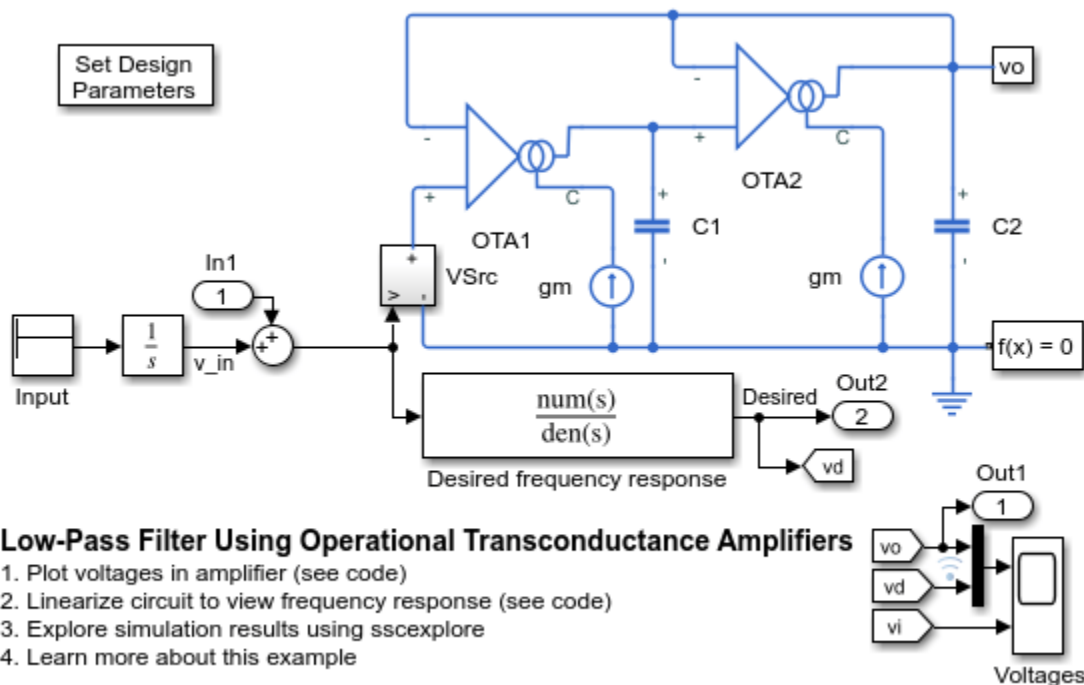 Set Design
Parameters
vo
-
+
-
+
C
C
OTA2
+
+
OTA1
C1
C2
In1
1
+
VSrc
gm
gm
>
-
-
-
1
s
+
+
v_in
Input
f(x) = 0
num(s)
den(s)
Desired
Out2
2
Desired frequency response
vd
Out1
1
Low-Pass Filter Using Operational Transconductance Amplifiers
vo
1. Plot voltages in amplifier (see code)
vd
2. Linearize circuit to view frequency response (see code)
vi
3. Explore simulation results using sscexplore
4. Learn more about this example
Voltages